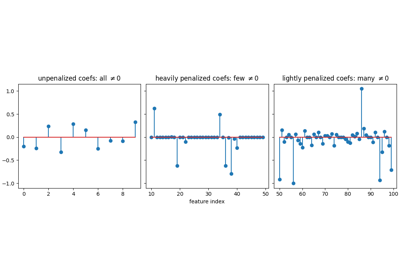 unpenalized coefs: all ≠0
heavily penalized coefs: few ≠0
lightly penalized coefs: many ≠0
1.0
0.5
0.0
−0.5
−1.0
0 2 4 6 8
10 20 30 40 50
50 60 70 80 90 100
feature index